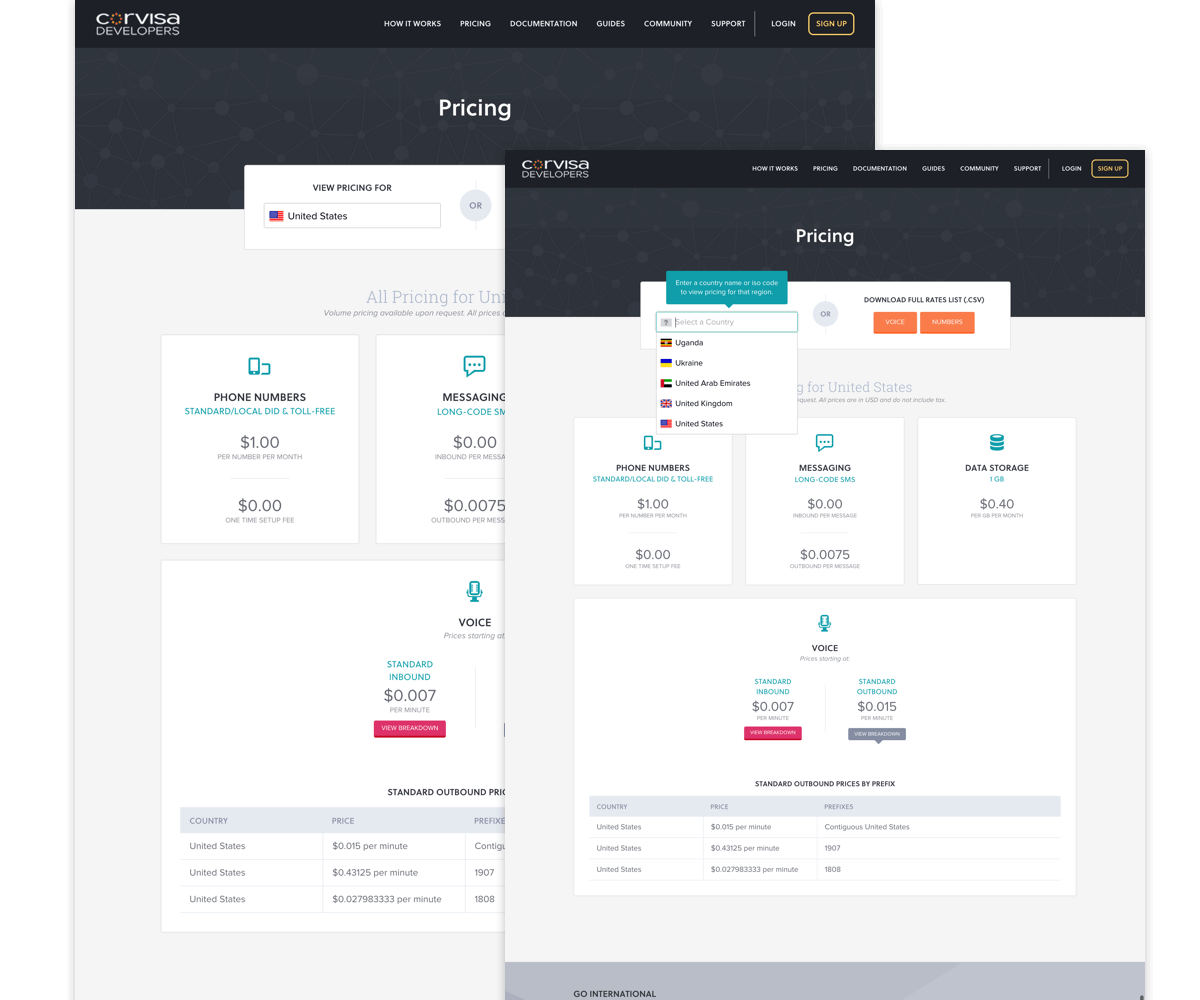 corvisa
DEVELOPERS
HOW IT WORKS PRICING DOCUMENTATION GUIDES COMMUNITY SUPPORT LOGIN SIGN UP
Pricing
VIEW PRICING FOR
United States
OR
All Pricing for
Volume pricing available upon request. All prices
PHONE NUMBERS
STANDARD/LOCAL DID & TOLL-FREE
$1.00
PER NUMBER PER MONTH
$0.00
ONE TIME SETUP FEE
MESSAGING
LONG-CODE
$0.00
INBOUND PER
$0.0075
OUTBOUND PER
VOICE
Prices starting at
STANDARD
INBOUND
$0.007
PER MINUTE
VIEW BREAKDOWN
STANDARD OUTBOUND
COUNTRY PRICE
United States $0.015 per minute
United States $0.43125 per minute 1907
United States $0.027983333 per minute 1808
corvisa
DEVELOPERS
HOW IT WORKS PRICING DOCUMENTATION GUIDES COMMUNITY SUPPORT LOGIN SIGN UP
Pricing
Enter a country name or iso code
to view pricing for that region.
? Select a Country
Uganda
Ukraine
United Arab Emirates
United Kingdom
United States
OR
DOWNLOAD FULL RATES LIST (.CSV)
VOICE NUMBERS
g for United States
quest. All prices are in USD and do not include tax.
PHONE NUMBERS
STANDARD/LOCAL DID & TOLL-FREE
$1.00
PER NUMBER PER MONTH
$0.00
ONE TIME SETUP FEE
MESSAGING
LONG-CODE SMS
$0.00
INBOUND PER MESSAGE
$0.0075
OUTBOUND PER MESSAGE
DATA STORAGE
1 GB
$0.40
PER GB PER MONTH
VOICE
Prices starting at:
STANDARD
INBOUND
$0.007
PER MINUTE
VIEW BREAKDOWN
STANDARD
OUTBOUND
$0.015
PER MINUTE
VIEW BREAKDOWN
STANDARD OUTBOUND PRICES BY PREFIX
COUNTRY PRICE PREFIXES
United States $0.015 per minute Contiguous United States
United States $0.43125 per minute 1907
United States $0.027983333 per minute 1808
GO INTERNATIONAL